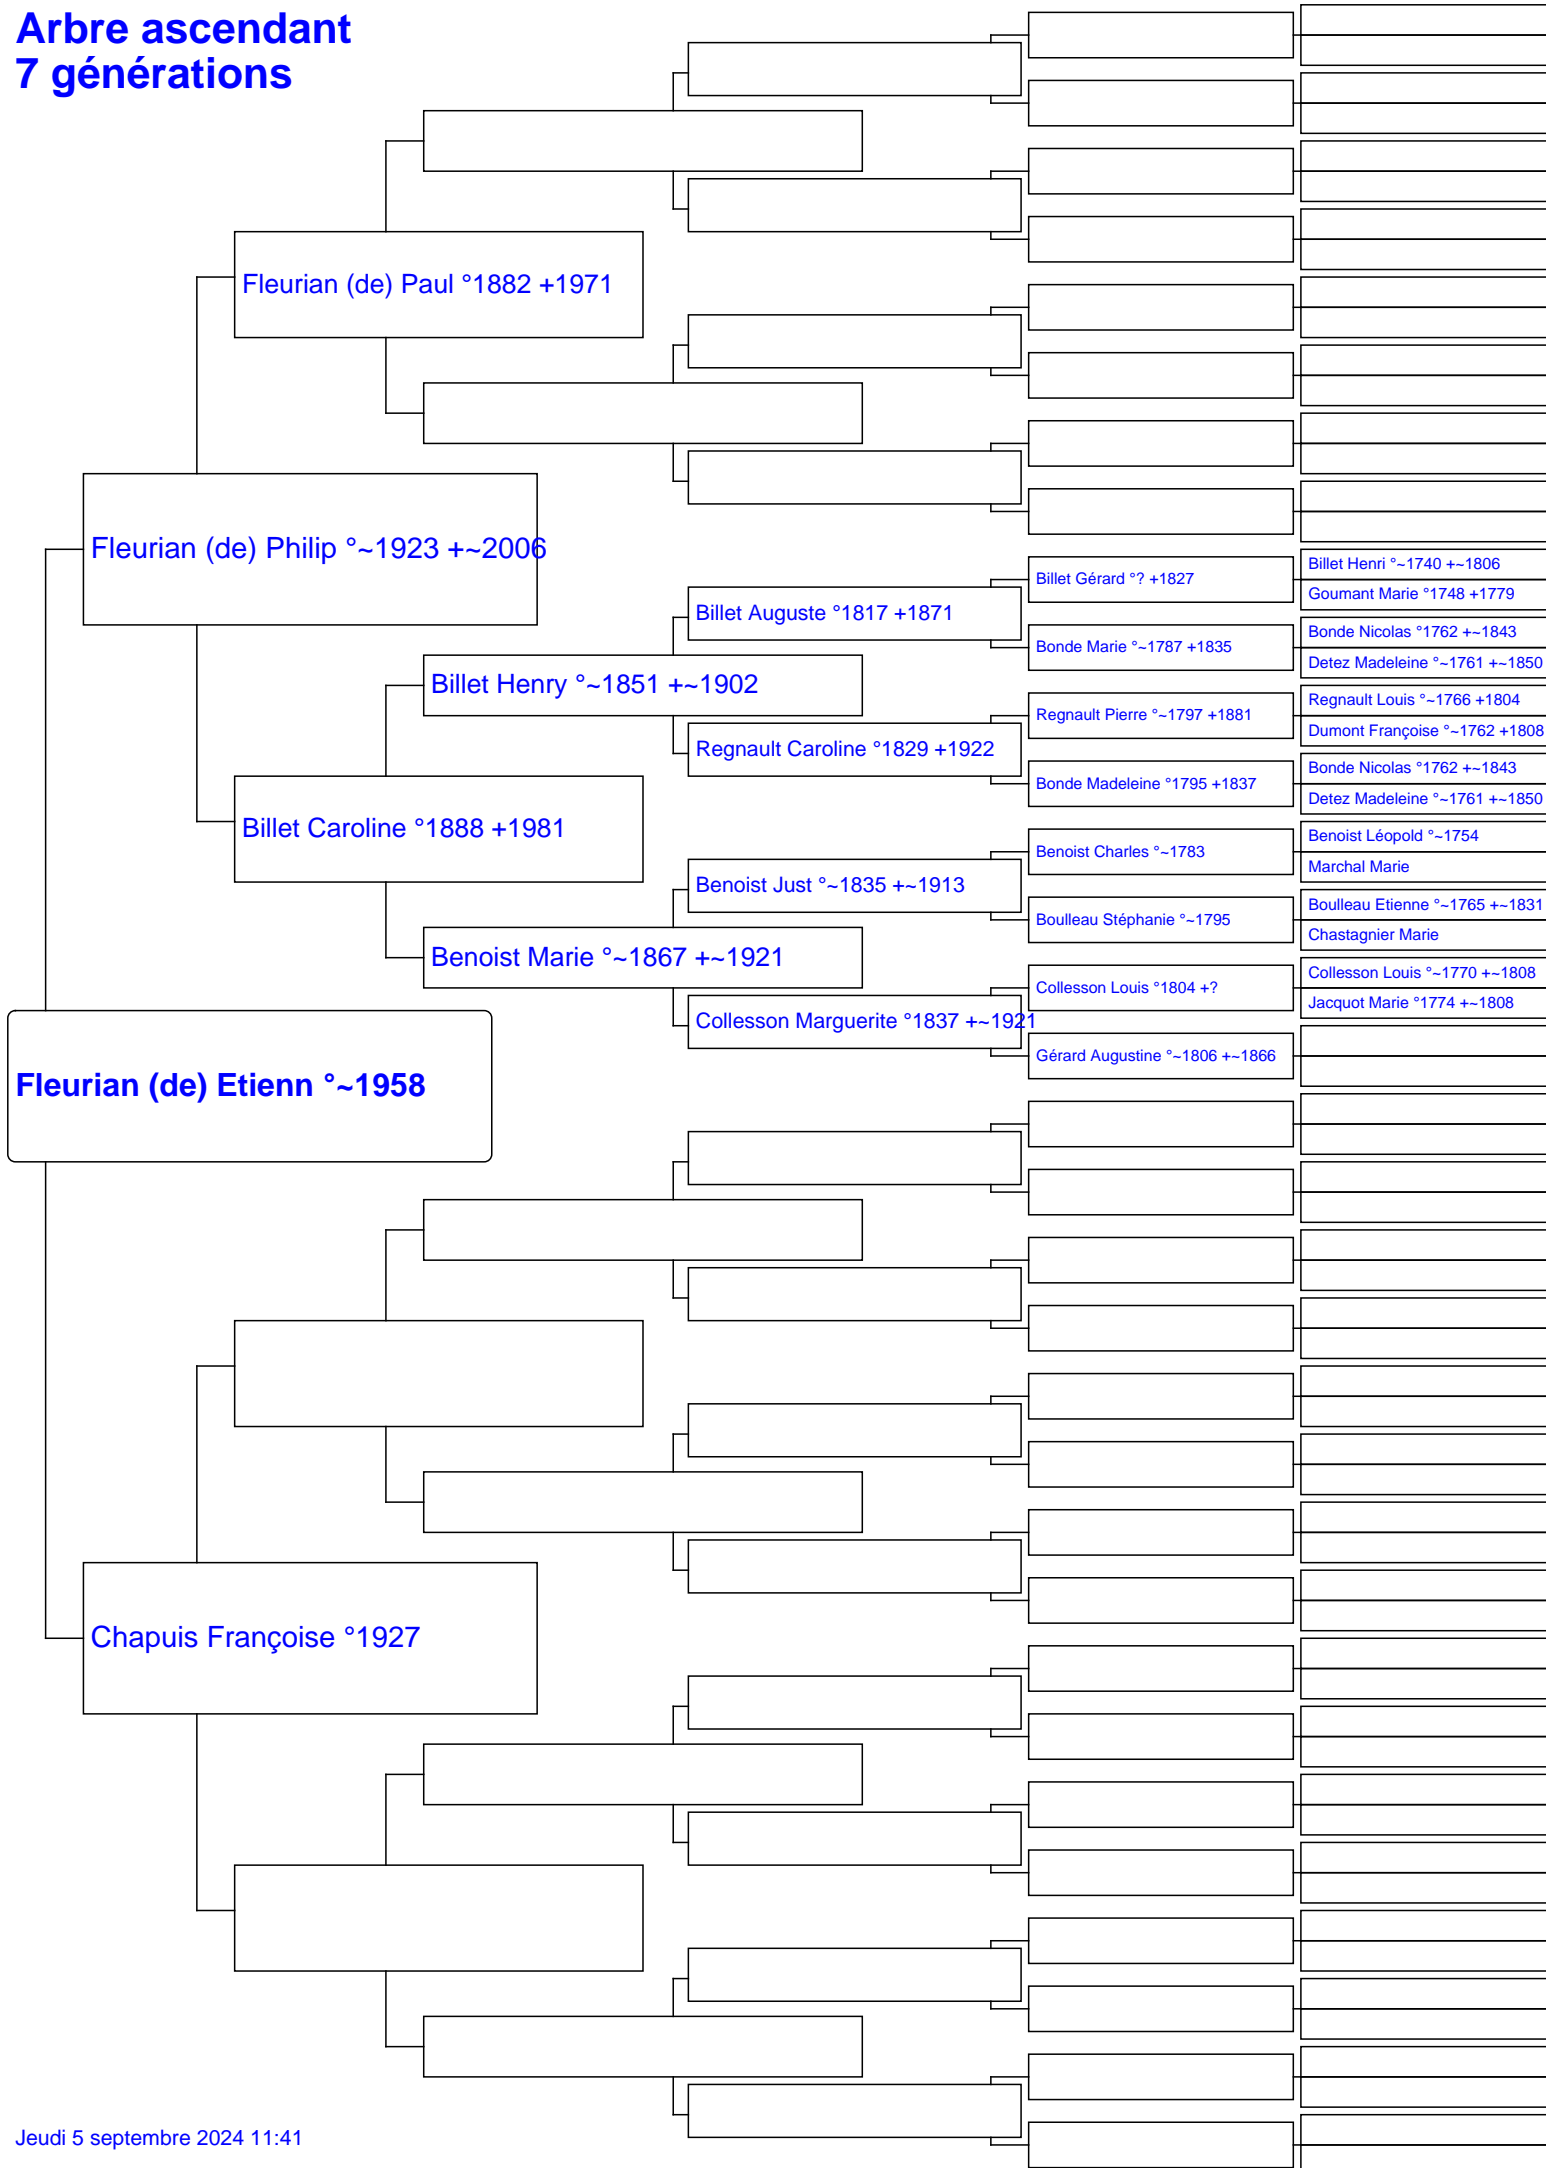 Arbre ascendant
7 générations
Fleurian (de) Paul °1882 +1971
Fleurian (de) Philip °~1923 +~2006
Billet Henri °~1740 +~1806
Billet Gérard °? +1827
Goumant Marie °1748 +1779
Billet Auguste °1817 +1871
Bonde Nicolas °1762 +~1843
Bonde Marie °~1787 +1835
Detez Madeleine °~1761 +~1850
Billet Henry °~1851 +~1902
Regnault Louis °~1766 +1804
Regnault Pierre °~1797 +1881
Dumont Françoise °~1762 +1808
Regnault Caroline °1829 +1922
Bonde Nicolas °1762 +~1843
Bonde Madeleine °1795 +1837
Detez Madeleine °~1761 +~1850
Billet Caroline °1888 +1981
Benoist Léopold °~1754
Benoist Charles °~1783
Marchal Marie
Benoist Just °~1835 +~1913
Boulleau Etienne °~1765 +~1831
Boulleau Stéphanie °~1795
Chastagnier Marie
Benoist Marie °~1867 +~1921
Collesson Louis °~1770 +~1808
Collesson Louis °1804 +?
Jacquot Marie °1774 +~1808
Collesson Marguerite °1837 +~1921
Gérard Augustine °~1806 +~1866
Fleurian (de) Etienn °~1958
Chapuis Françoise °1927
Jeudi 5 septembre 2024 11:41